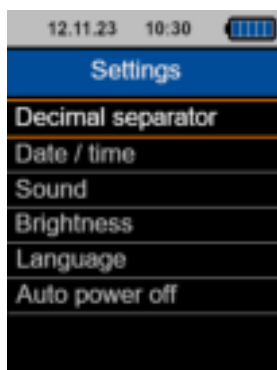 12.11.23 10:30
Settings
Decimal separator
Date / time
Sound
Brightness
Language
Auto power off